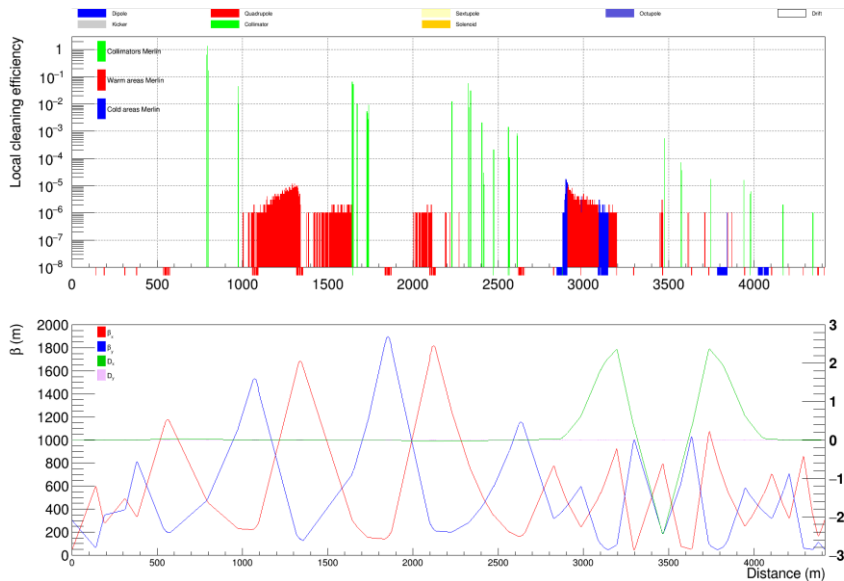 Dipole Quadrupole Sextupole Octupole Drift
Kicker Collimator Solenoid
Local cleaning efficiency
1
10⁻¹
10⁻²
10⁻³
10⁻⁴
10⁻⁵
10⁻⁶
10⁻⁷
10⁻⁸
Collimators Merlin
Warm areas Merlin
Cold areas Merlin
0 500 1000 1500 2000 2500 3000 3500 4000
β (m)
2000 3
1800
1600 2
1400
1200 1
1000 0
800
600 -1
400 -2
200
0 -3
βₓ
βᵧ
Dₓ
Dᵧ
0 500 1000 1500 2000 2500 3000 3500 4000
Distance (m)